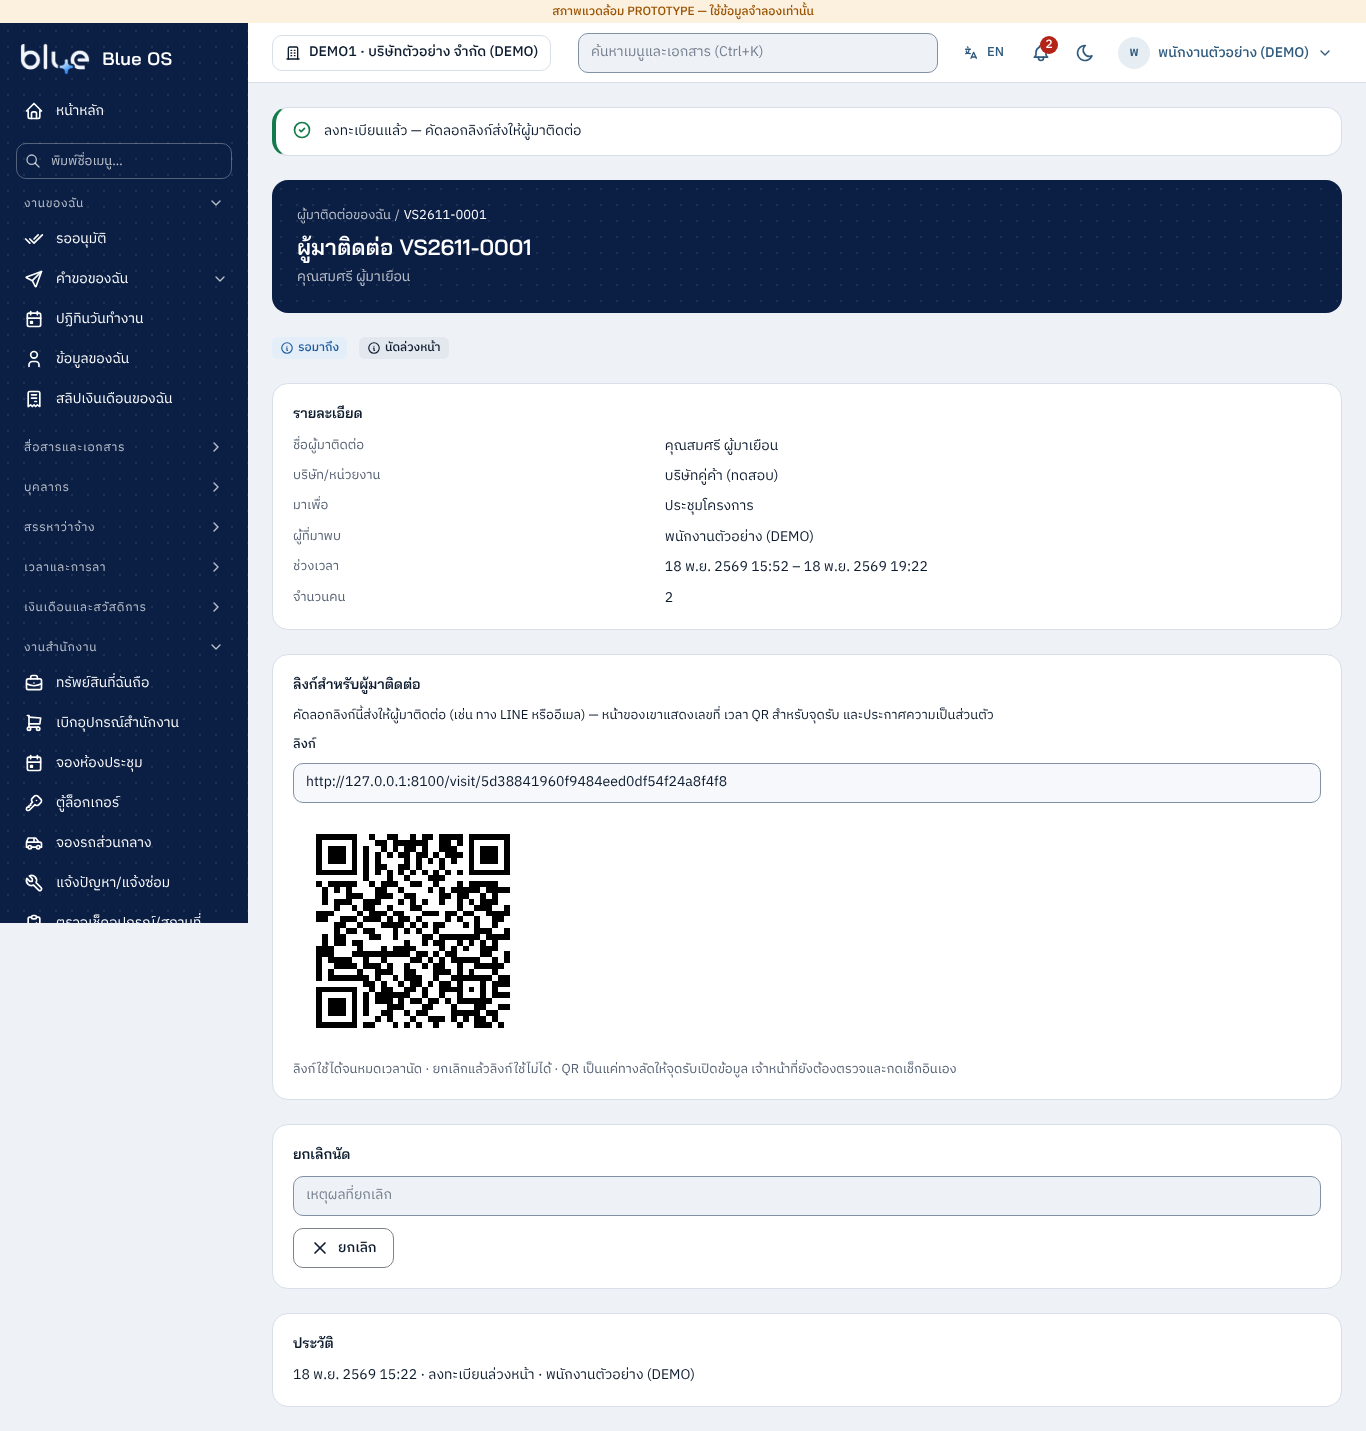 สภาพแวดล้อม PROTOTYPE — ใช้ข้อมูลจำลองเท่านั้น
blue Blue OS
หน้าหลัก
พิมพ์ชื่อเมนู...
งานของฉัน
รออนุมัติ
คำขอของฉัน
ปฏิทินวันทำงาน
ข้อมูลของฉัน
สลิปเงินเดือนของฉัน
สื่อสารและเอกสาร
บุคลากร
สรรหาว่าจ้าง
เวลาและการลา
เงินเดือนและสวัสดิการ
งานสำนักงาน
ทรัพย์สินที่ฉันถือ
เบิกอุปกรณ์สำนักงาน
จองห้องประชุม
ตู้ล็อกเกอร์
จองรถส่วนกลาง
แจ้งปัญหา/แจ้งซ่อม
ตรวจเช็คอุปกรณ์/สถานที่
DEMO1 · บริษัทตัวอย่าง จำกัด (DEMO)
ค้นหาเมนูและเอกสาร (Ctrl+K)
EN
2
พ
พนักงานตัวอย่าง (DEMO)
ลงทะเบียนแล้ว — คัดลอกลิงก์ส่งให้ผู้มาติดต่อ
ผู้มาติดต่อของฉัน / VS2611-0001
ผู้มาติดต่อ VS2611-0001
คุณสมศรี ผู้มาเยือน
รอมาถึง
นัดล่วงหน้า
รายละเอียด
ชื่อผู้มาติดต่อ คุณสมศรี ผู้มาเยือน
บริษัท/หน่วยงาน บริษัทคู่ค้า (ทดสอบ)
มาเพื่อ ประชุมโครงการ
ผู้ที่มาพบ พนักงานตัวอย่าง (DEMO)
ช่วงเวลา 18 พ.ย. 2569 15:52 – 18 พ.ย. 2569 19:22
จำนวนคน 2
ลิงก์สำหรับผู้มาติดต่อ
คัดลอกลิงก์นี้ส่งให้ผู้มาติดต่อ (เช่น ทาง LINE หรืออีเมล) — หน้าของเขาแสดงเลขที่ เวลา QR สำหรับจุดรับ และประกาศความเป็นส่วนตัว
ลิงก์
http://127.0.0.1:8100/visit/5d38841960f9484eed0df54f24a8f4f8
ลิงก์ใช้ได้จนหมดเวลานัด · ยกเลิกแล้วลิงก์ใช้ไม่ได้ · QR เป็นแค่ทางลัดให้จุดรับเปิดข้อมูล เจ้าหน้าที่ยังต้องตรวจและกดเช็กอินเอง
ยกเลิกนัด
เหตุผลที่ยกเลิก
ยกเลิก
ประวัติ
18 พ.ย. 2569 15:22 · ลงทะเบียนล่วงหน้า · พนักงานตัวอย่าง (DEMO)